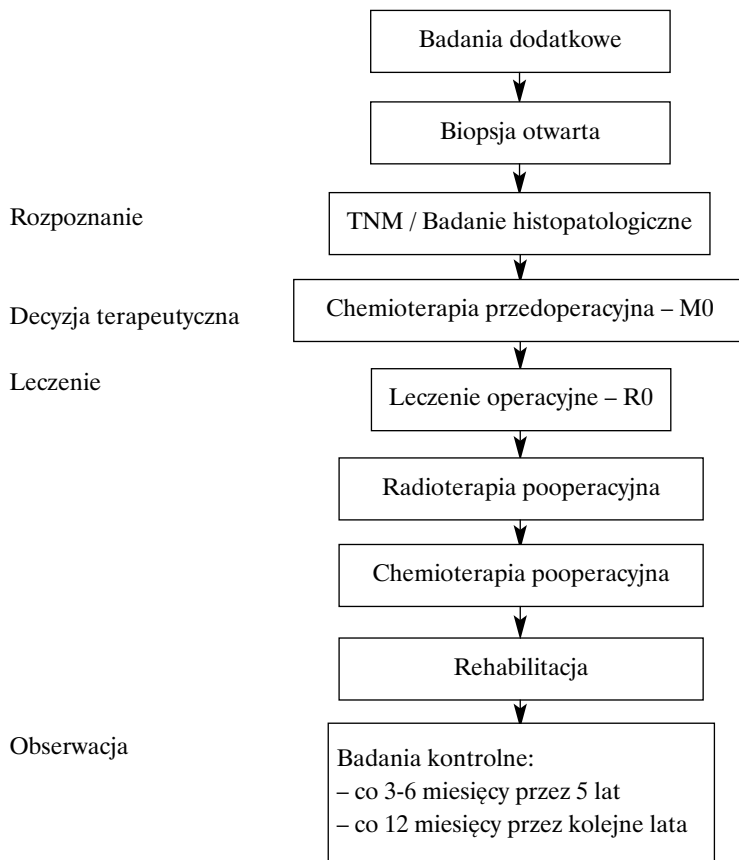 Badania dodatkowe
Biopsja otwarta
Rozpoznanie
TNM / Badanie histopatologiczne
Decyzja terapeutyczna
Chemioterapia przedoperacyjna – M0
Leczenie
Leczenie operacyjne – R0
Radioterapia pooperacyjna
Chemioterapia pooperacyjna
Rehabilitacja
Obserwacja
Badania kontrolne:
– co 3-6 miesięcy przez 5 lat
– co 12 miesięcy przez kolejne lata